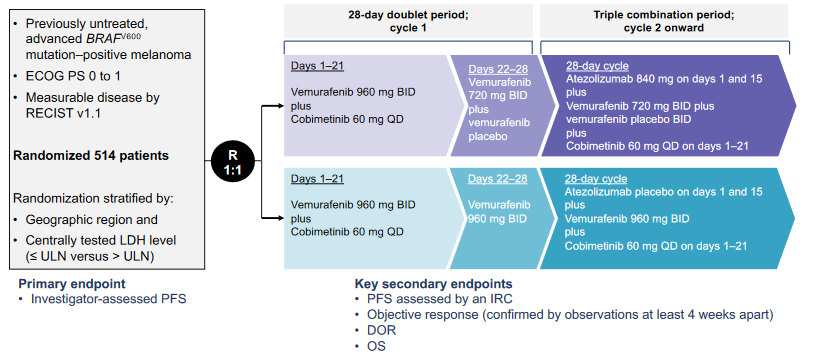 • Previously untreated,
advanced BRAFV600
mutation–positive melanoma
• ECOG PS 0 to 1
• Measurable disease by
RECIST v1.1
Randomized 514 patients
Randomization stratified by:
• Geographic region and
• Centrally tested LDH level
(≤ ULN versus > ULN)
R
1:1
28-day doublet period;
cycle 1
Triple combination period;
cycle 2 onward
Days 1–21
Vemurafenib 960 mg BID
plus
Cobimetinib 60 mg QD
Days 22–28
Vemurafenib
720 mg BID
plus
vemurafenib
placebo
28-day cycle
Atezolizumab 840 mg on days 1 and 15
plus
Vemurafenib 720 mg BID plus
vemurafenib placebo BID
plus
Cobimetinib 60 mg QD on days 1–21
Days 1–21
Vemurafenib 960 mg BID
plus
Cobimetinib 60 mg QD
Days 22–28
Vemurafenib
960 mg BID
28-day cycle
Atezolizumab placebo on days 1 and 15
plus
Vemurafenib 960 mg BID
plus
Cobimetinib 60 mg QD on days 1–21
Primary endpoint
• Investigator-assessed PFS
Key secondary endpoints
• PFS assessed by an IRC
• Objective response (confirmed by observations at least 4 weeks apart)
• DOR
• OS